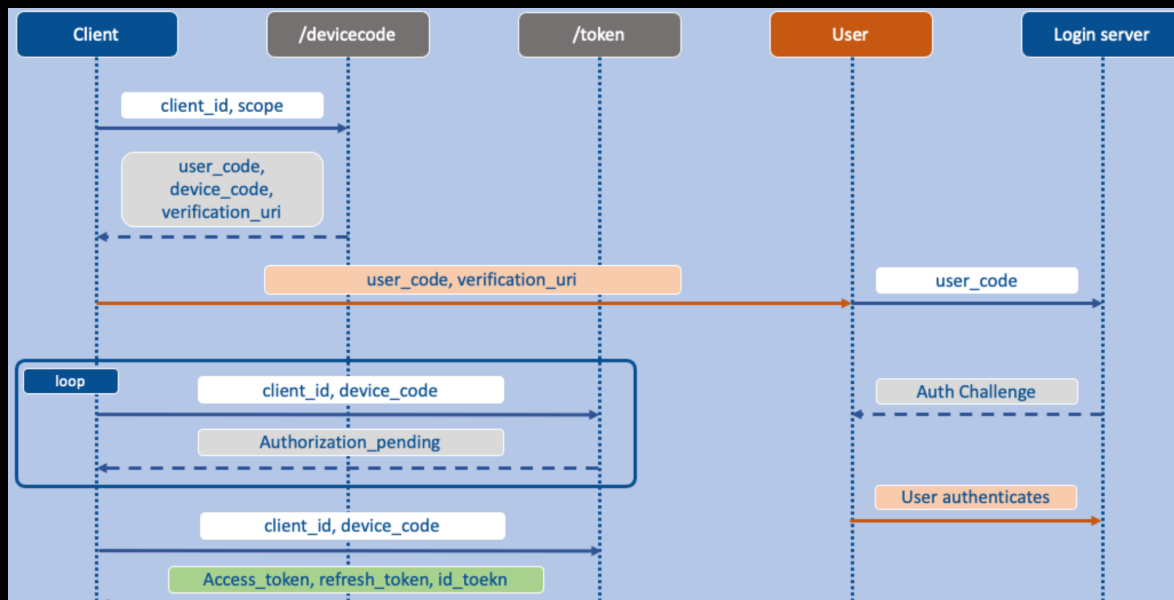 Client
/devicecode
/token
User
Login server
client_id, scope
user_code,
device_code,
verification_uri
user_code, verification_uri
user_code
loop
client_id, device_code
Auth Challenge
Authorization_pending
User authenticates
client_id, device_code
Access_token, refresh_token, id_toekn